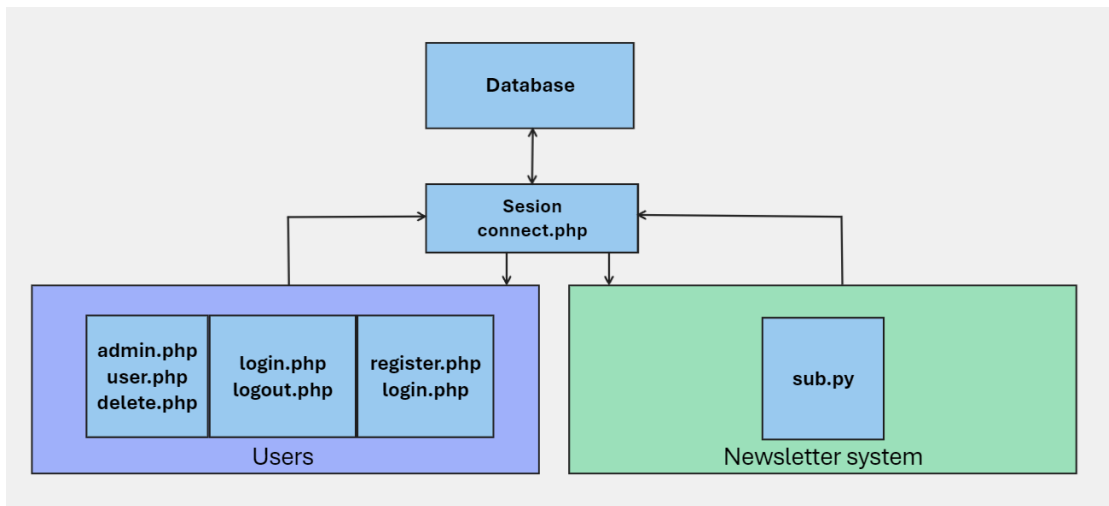 Database
Sesion
connect.php
admin.php
user.php
delete.php
login.php
logout.php
register.php
login.php
Users
sub.py
Newsletter system